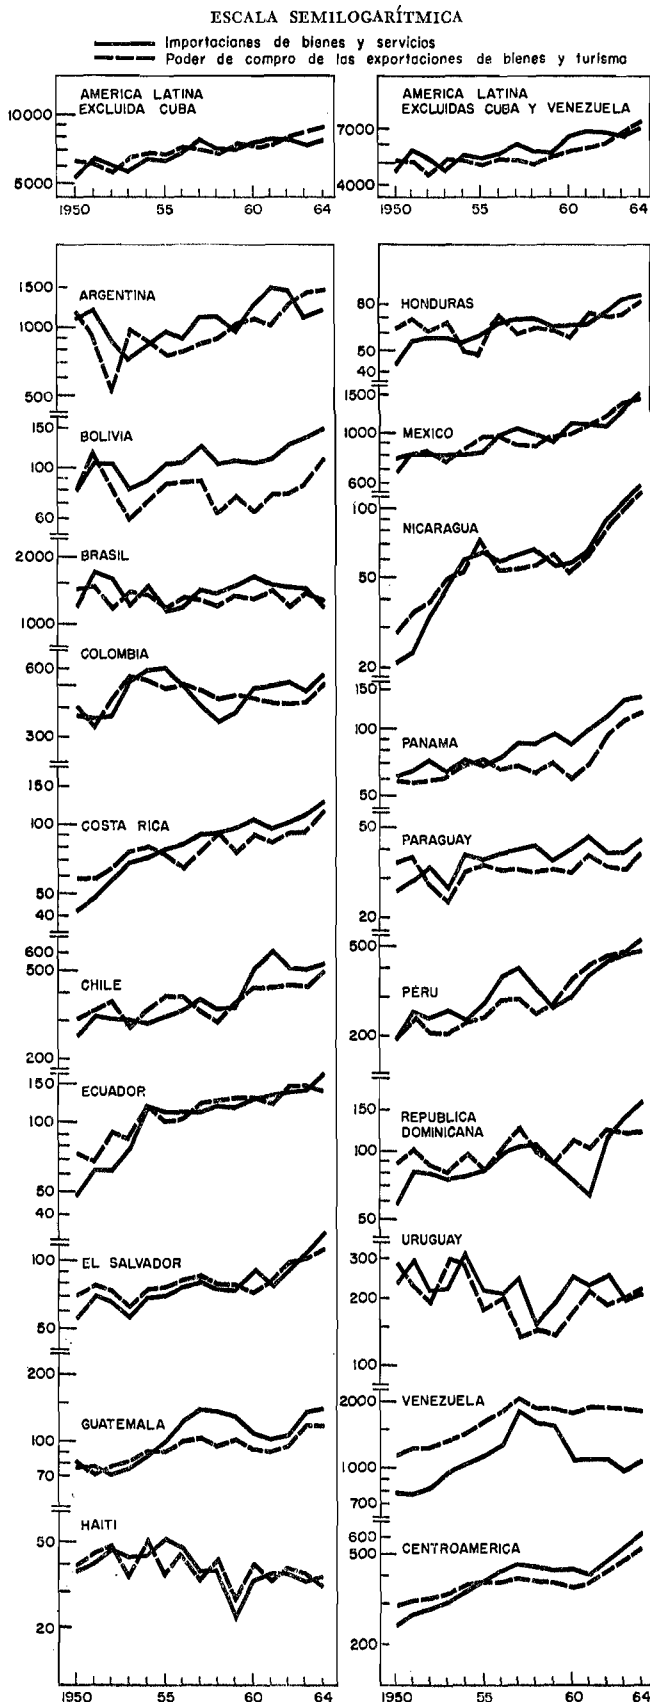 ESCALA SEMILOGARÍTMICA
Importaciones de bienes y servicios
Poder de compro de las exportaciones de bienes y turismo
AMERICA LATINA
EXCLUIDA CUBA
10000
5000
1950 55 60 64
AMERICA LATINA
EXCLUIDAS CUBA Y VENEZUELA
7000
4000
1950 55 60 64
ARGENTINA
1500
1000
500
BOLIVIA
150
100
60
BRASIL
2000
1000
COLOMBIA
600
300
COSTA RICA
150
100
50
40
CHILE
600
500
200
ECUADOR
150
100
50
40
EL SALVADOR
100
50
GUATEMALA
200
100
70
HAITI
50
20
1950 55 60 64
HONDURAS
80
50
40
MEXICO
1500
1000
600
NICARAGUA
100
50
20
PANAMA
150
100
50
PARAGUAY
50
20
PERU
500
200
REPUBLICA
DOMINICANA
150
100
50
URUGUAY
300
200
100
VENEZUELA
2000
1000
700
CENTROAMERICA
600
500
200
1950 55 60 64